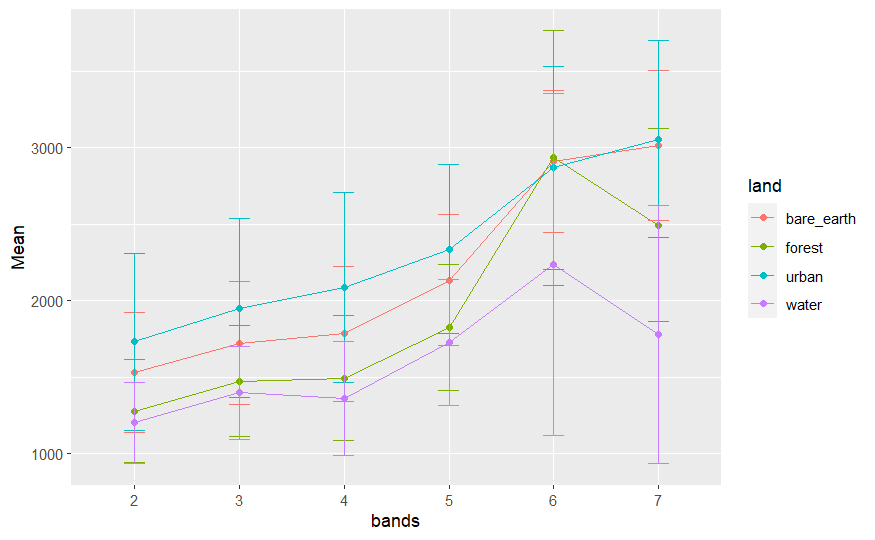 3000
2000
1000
Mean
2 3 4 5 6 7
bands
land
bare_earth
forest
urban
water